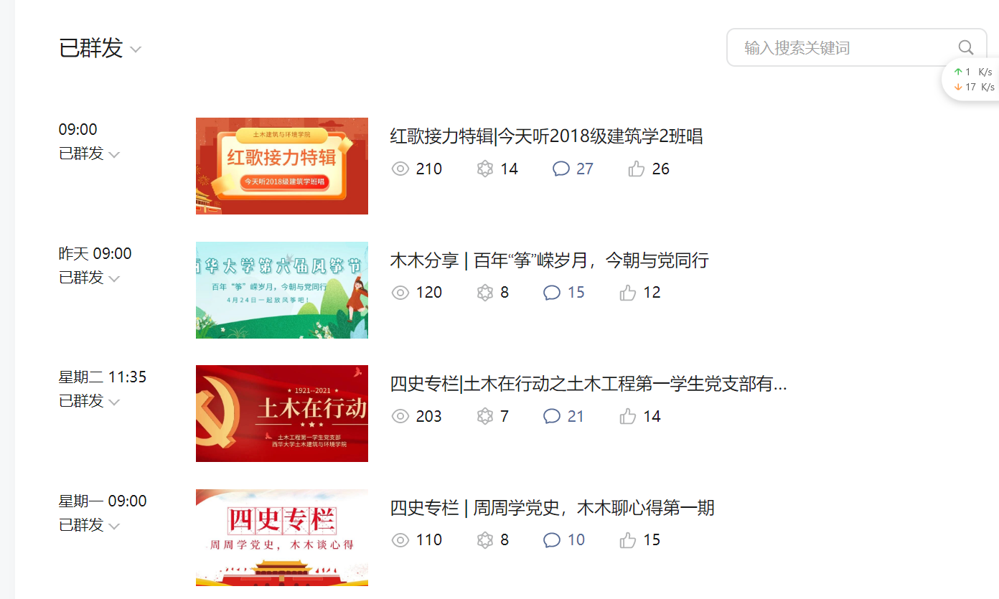 已群发
输入搜索关键词
1 K/s
17 K/s
09:00
已群发
土木建筑与环境学院
红歌接力特辑
今天听2018级建筑学班唱
红歌接力特辑|今天听2018级建筑学2班唱
210 14 27 26
昨天 09:00
已群发
西华大学第六届风筝节
百年“筝”嵘岁月，今朝与党同行
4月24日一起放风筝吧！
木木分享 | 百年“筝”嵘岁月，今朝与党同行
120 8 15 12
星期二 11:35
已群发
1921--2021
土木在行动
土木工程第一学生党支部
西华大学土木建筑与环境学院
四史专栏|土木在行动之土木工程第一学生党支部有...
203 7 21 14
星期一 09:00
已群发
四史专栏
周周学党史，木木谈心得
四史专栏 | 周周学党史，木木聊心得第一期
110 8 10 15